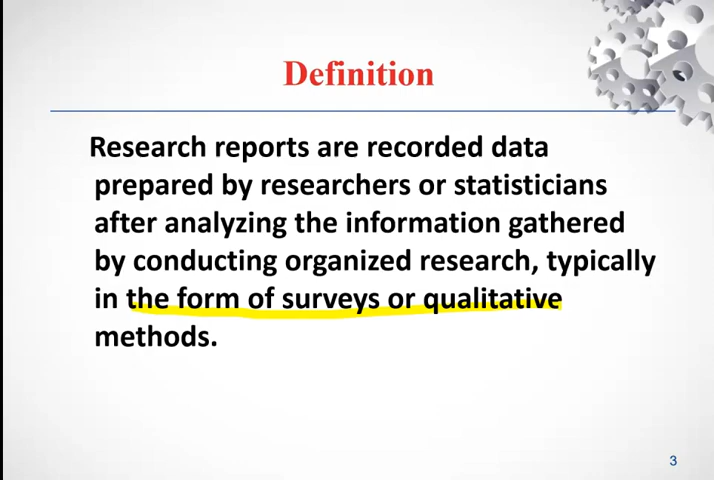 Definition
Research reports are recorded data
prepared by researchers or statisticians
after analyzing the information gathered
by conducting organized research, typically
in the form of surveys or qualitative
methods.
3